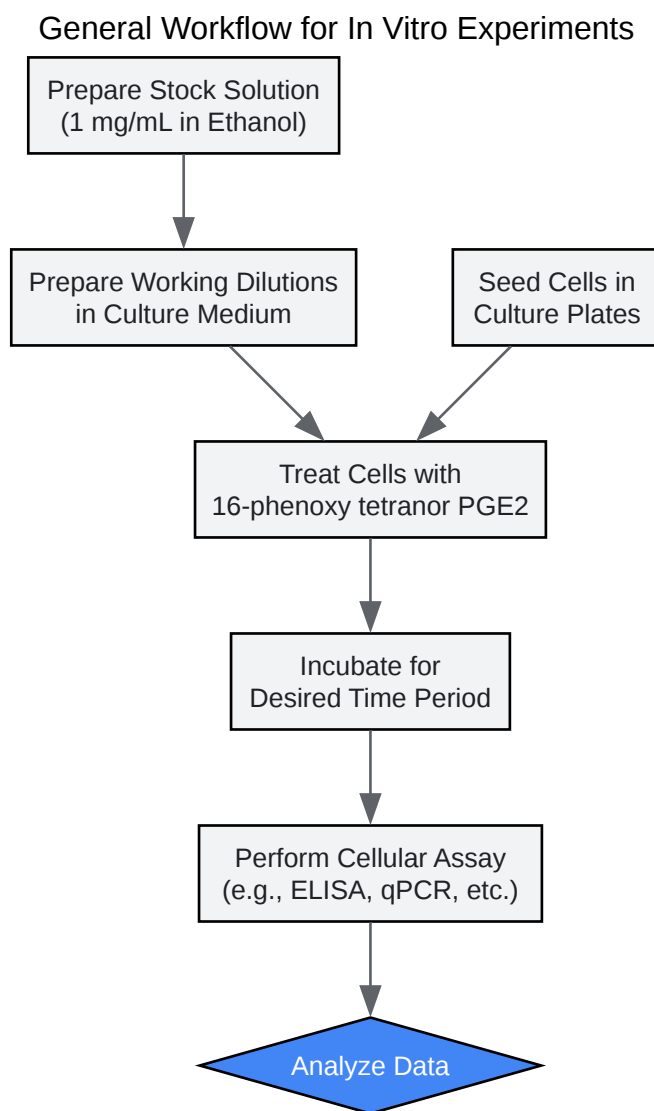 General Workflow for In Vitro Experiments
Prepare Stock Solution
(1 mg/mL in Ethanol)
Prepare Working Dilutions
in Culture Medium
Seed Cells in
Culture Plates
Treat Cells with
16-phenoxy tetranor PGE2
Incubate for
Desired Time Period
Perform Cellular Assay
(e.g., ELISA, qPCR, etc.)
Analyze Data